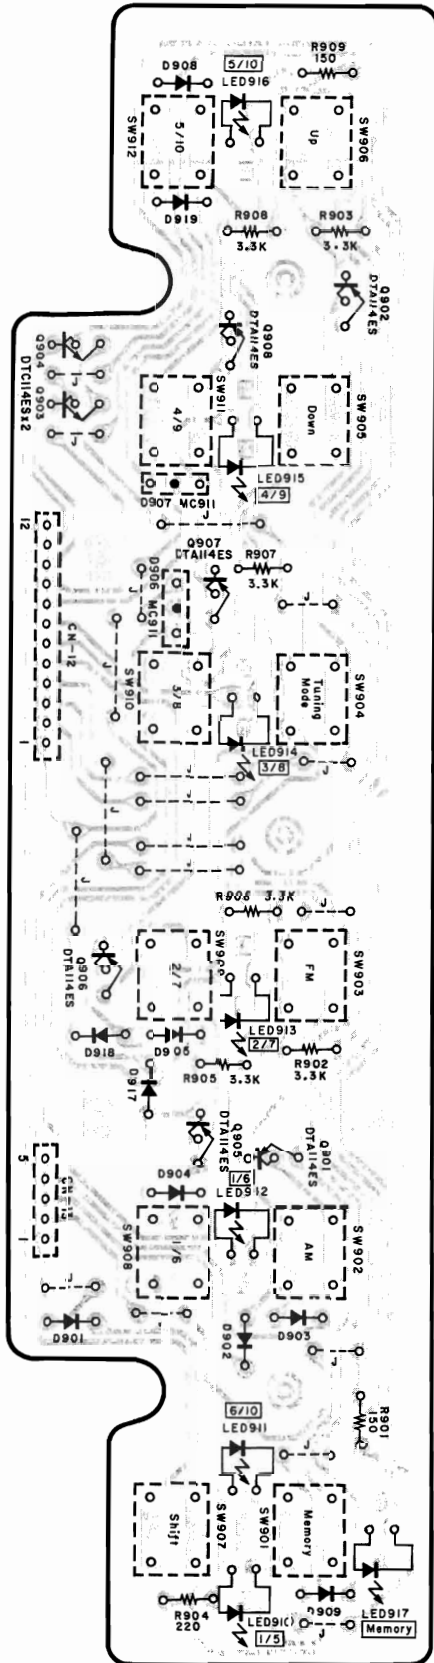 R909
150
D908
5/10
LED916
SW912
5/10
Up
SW906
D919
R908
3.3K
R903
3.3K
Q902
DTA114ES
Q908
DTA114ES
Q904
DTC114ESX2
Q903
J
J
SW911
4/9
Down
SW905
LED915
4/9
D907 MC911
J
Q907
DTA114ES
R907
3.3K
D906
MC911
J
J
J
12
CN-12
1
SW910
3/8
Tuning
Mode
SW904
LED914
3/8
J
J
J
J
J
J
J
R906 3.3K
J
Q906
DTA114ES
2/7
FM
SW903
LED913
2/7
D918
D905
R905 3.3K
R902
3.3K
D917
Q905
DTA114ES
Q901
DTA114ES
5
1
D904
1/6
LED912
SW908
1/6
AM
SW902
J
J
D901
D902
D903
J
R901
150
6/10
LED911
J
Shift
SW907
SW901
Memory
R904
220
LED910
1/5
D909
J
LED917
Memory